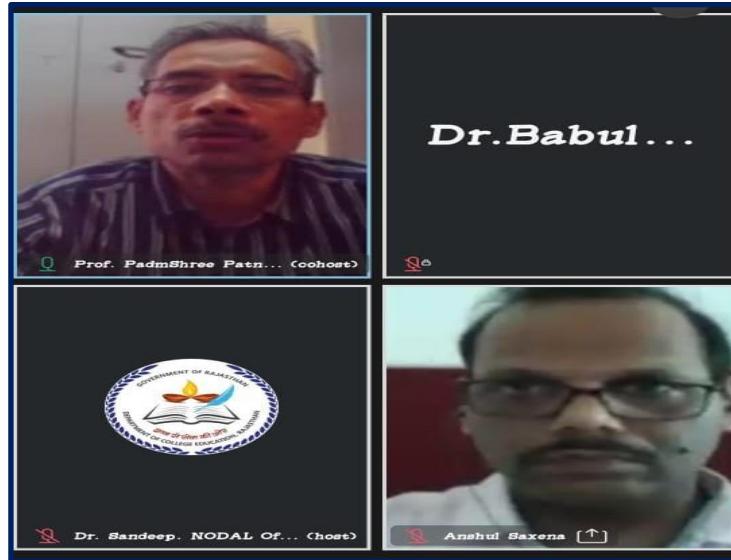 Prof. PadmShree Patn... (cohost)
Dr.Babul...
GOVERNMENT OF RAJASTHAN
DEPARTMENT OF COLLEGE EDUCATION, RAJASTHAN
Dr. Sandeep. NODAL Of... (host)
Anshul Saxena